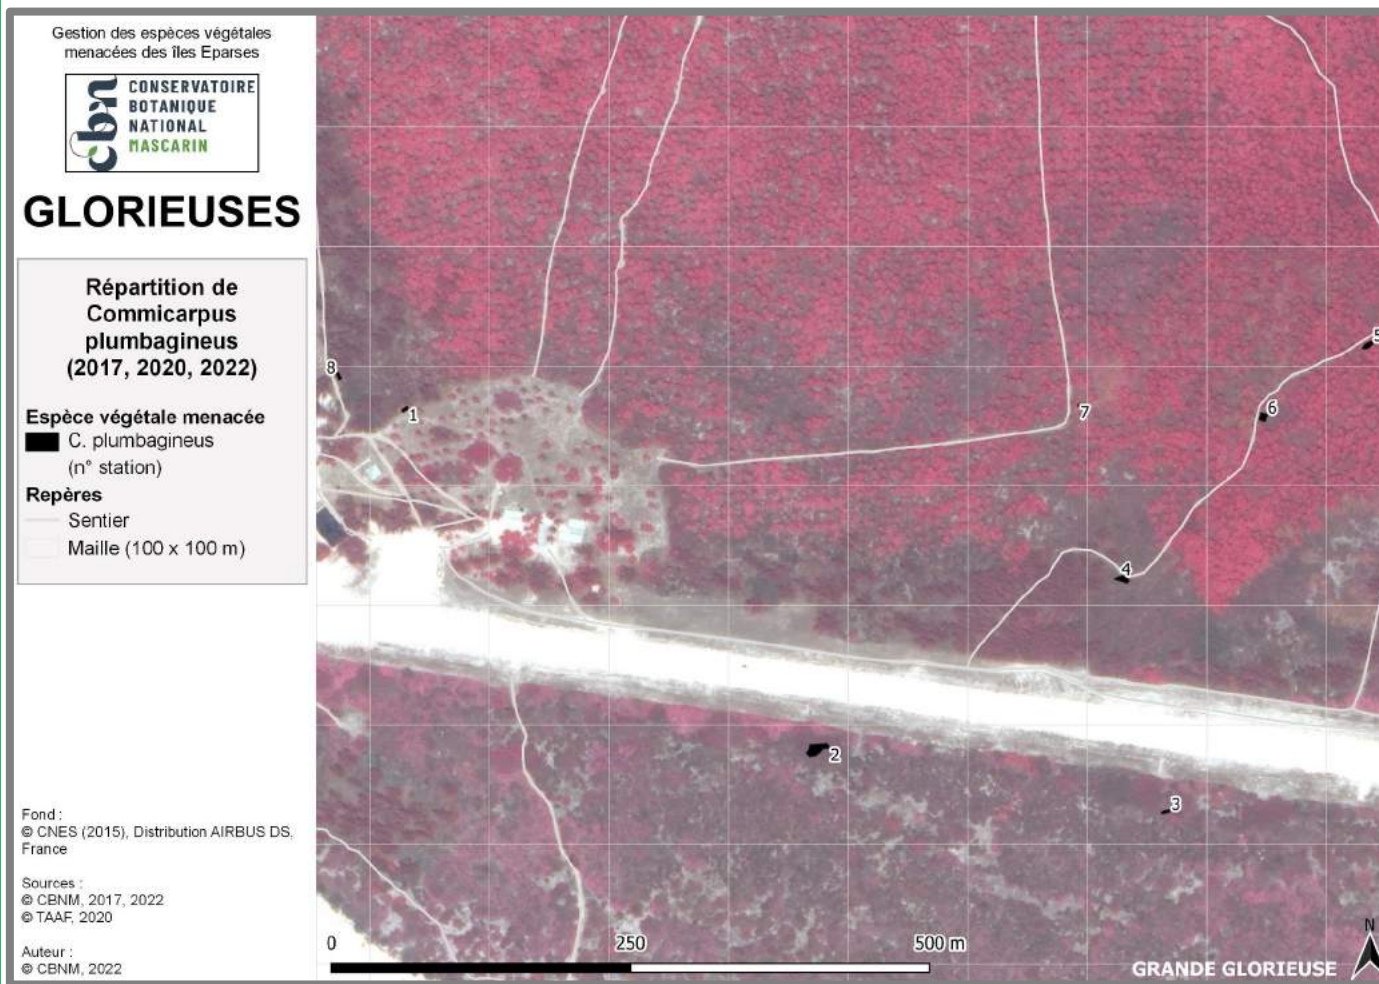 Gestion des espèces végétales
menacées des îles Eparses
cbn
CONSERVATOIRE
BOTANIQUE
NATIONAL
MASCARIN
GLORIEUSES
Répartition de
Commicarpus
plumbagineus
(2017, 2020, 2022)
Espèce végétale menacée
C. plumbagineus
(n° station)
Repères
Sentier
Maille (100 x 100 m)
Fond :
© CNES (2015), Distribution AIRBUS DS,
France
Sources :
© CBNM, 2017, 2022
© TAAF, 2020
Auteur :
© CBNM, 2022
5
8
6
1
7
4
2
3
0 250 500 m
N
GRANDE GLORIEUSE